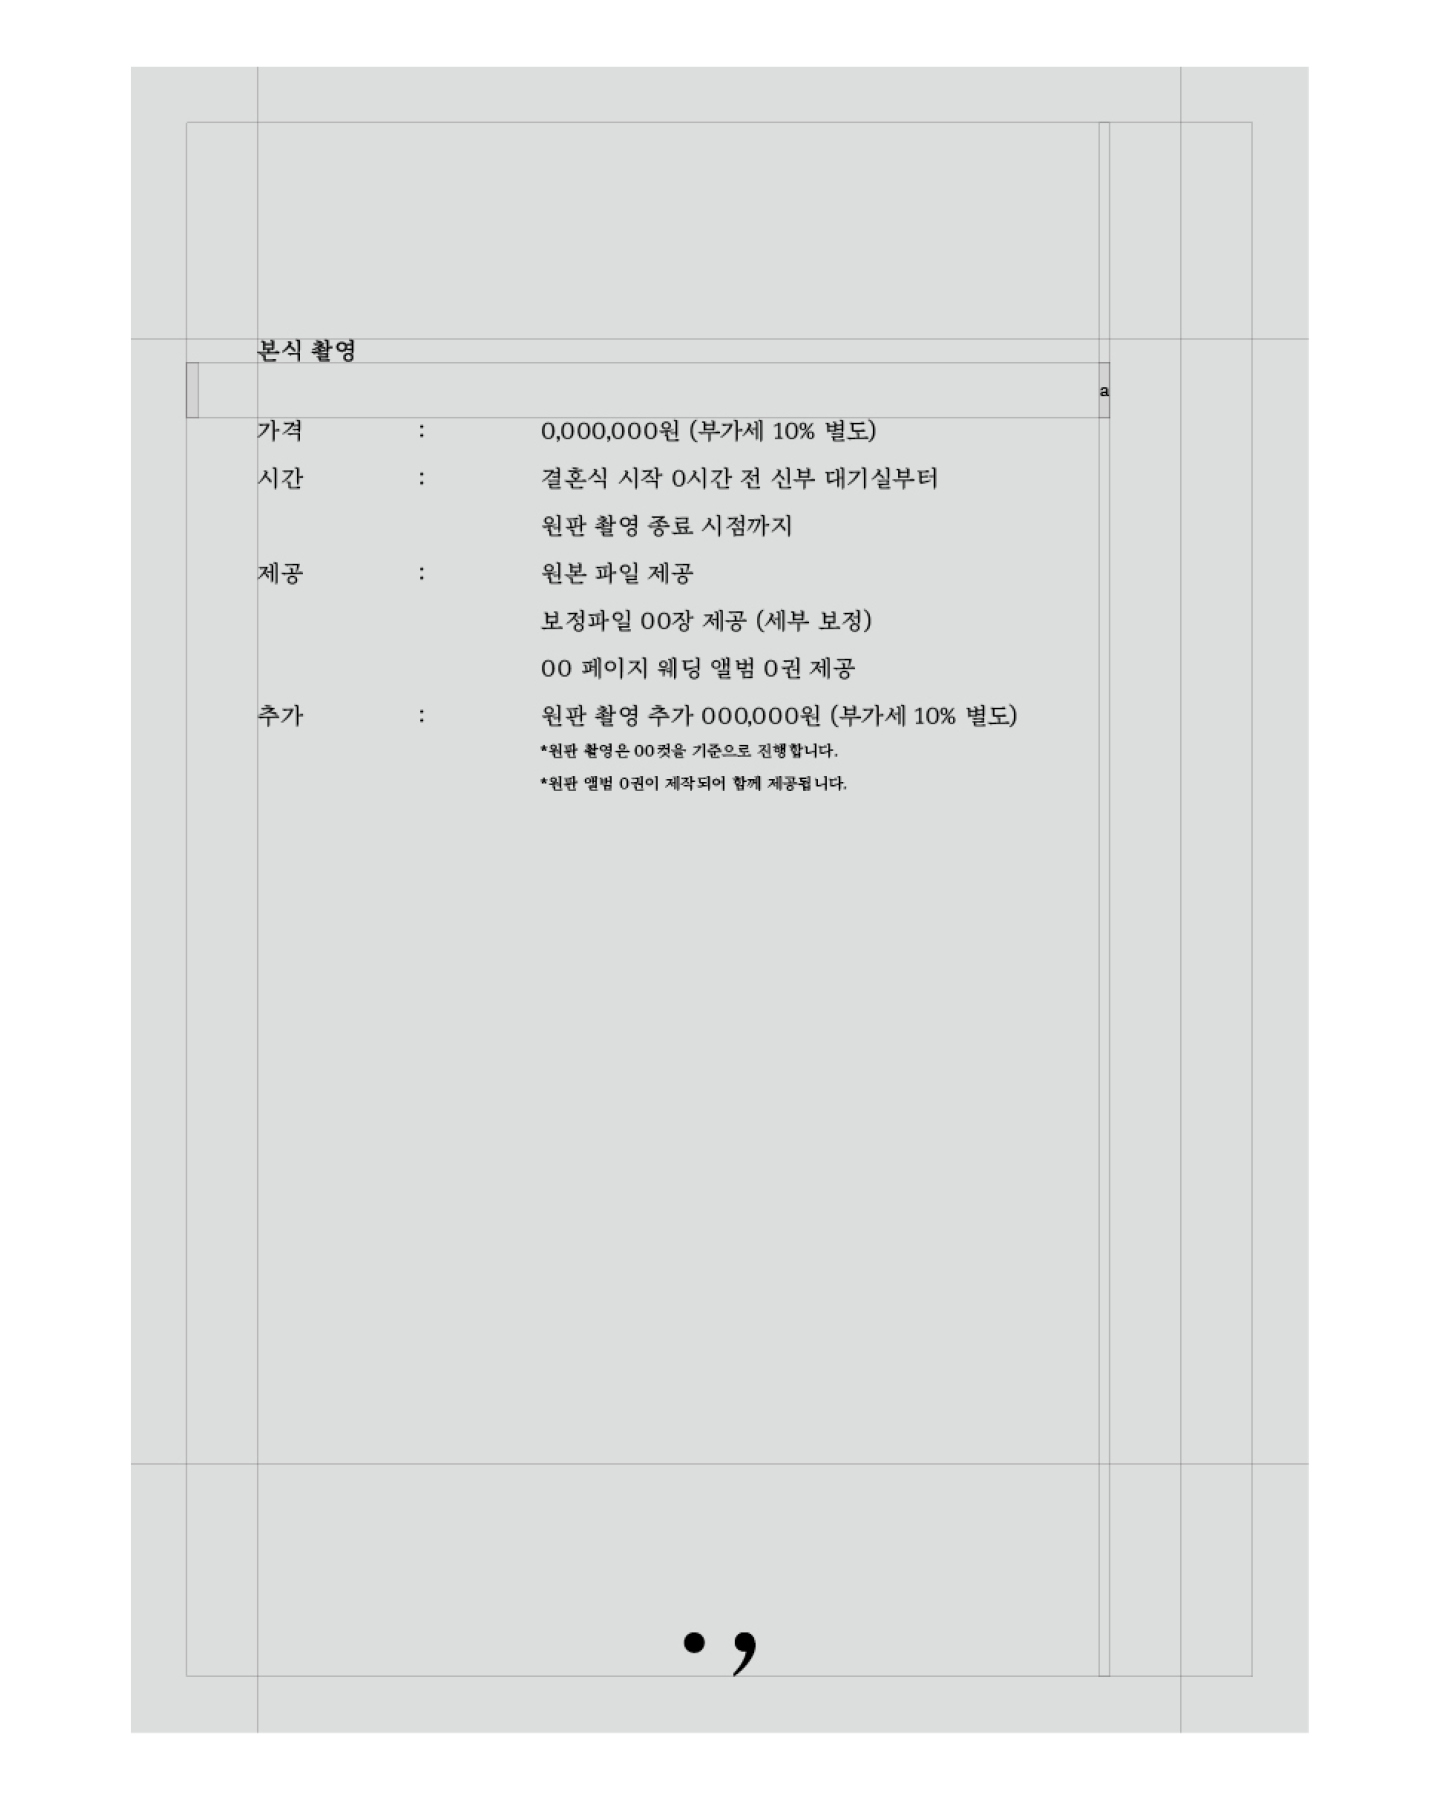 본식 촬영
a
가격 : 0,000,000원 (부가세 10% 별도)
시간 : 결혼식 시작 0시간 전 신부 대기실부터
원판 촬영 종료 시점까지
제공 : 원본 파일 제공
보정파일 00장 제공 (세부 보정)
00 페이지 웨딩 앨범 0권 제공
추가 : 원판 촬영 추가 000,000원 (부가세 10% 별도)
*원판 촬영은 00컷을 기준으로 진행합니다.
*원판 앨범 0권이 제작되어 함께 제공됩니다.
• ,